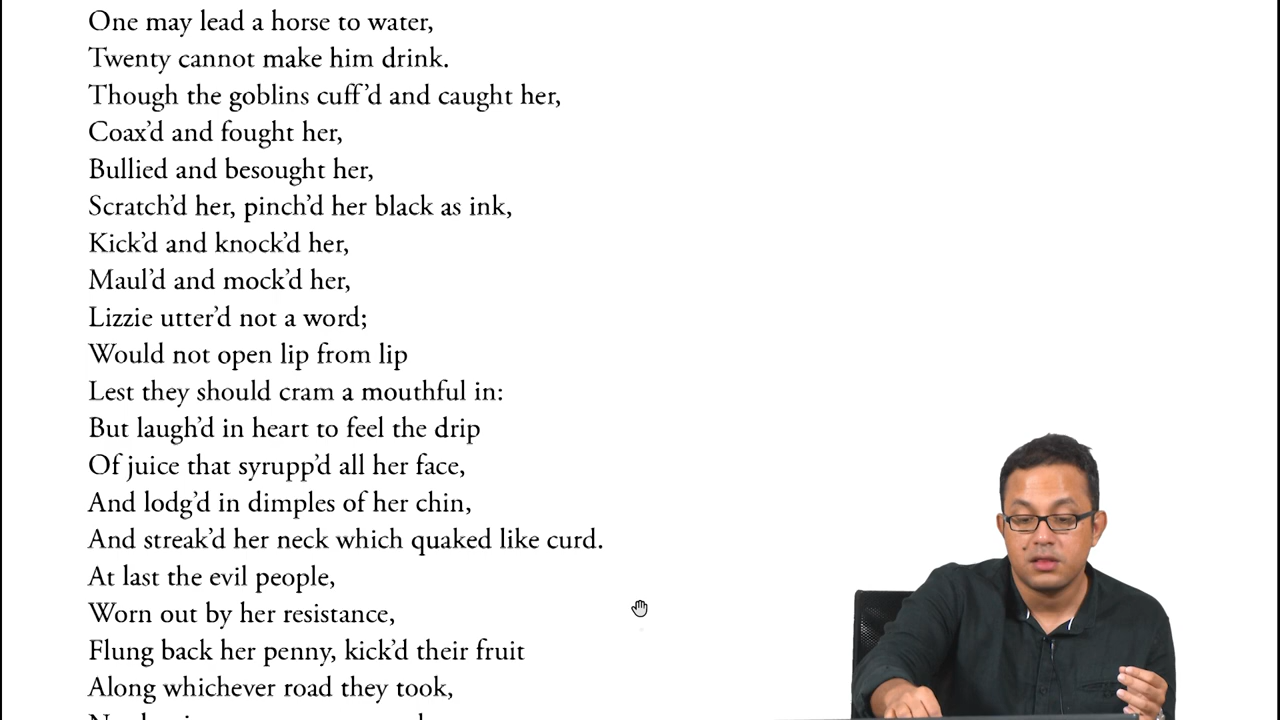 One may lead a horse to water,
Twenty cannot make him drink.
Though the goblins cuff’d and caught her,
Coax’d and fought her,
Bullied and besought her,
Scratch’d her, pinch’d her black as ink,
Kick’d and knock’d her,
Maul’d and mock’d her,
Lizzie utter’d not a word;
Would not open lip from lip
Lest they should cram a mouthful in:
But laugh’d in heart to feel the drip
Of juice that syrupp’d all her face,
And lodg’d in dimples of her chin,
And streak’d her neck which quaked like curd.
At last the evil people,
Worn out by her resistance,
Flung back her penny, kick’d their fruit
Along whichever road they took,